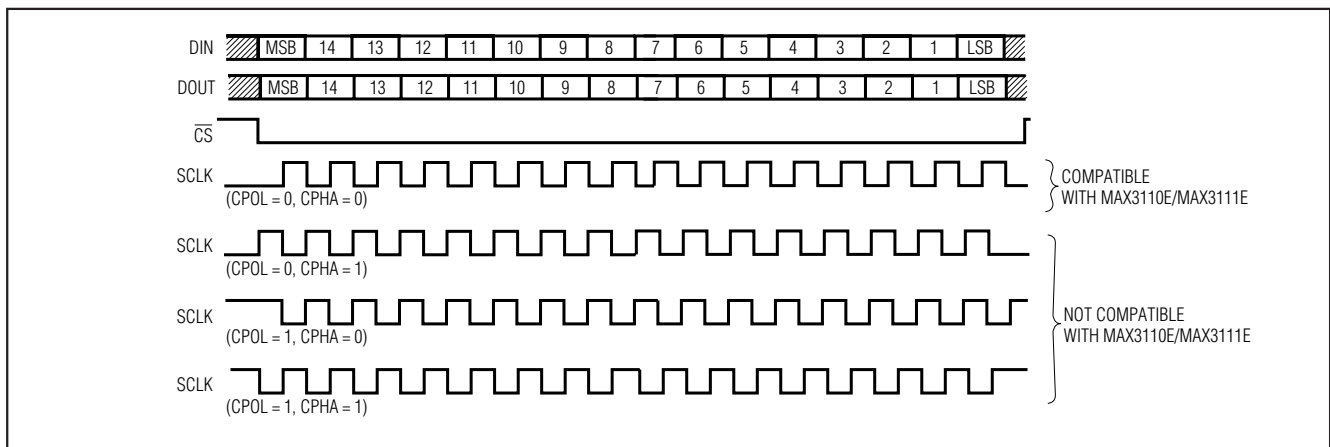 DIN MSB 14 13 12 11 10 9 8 7 6 5 4 3 2 1 LSB
DOUT MSB 14 13 12 11 10 9 8 7 6 5 4 3 2 1 LSB
CS
SCLK
(CPOL = 0, CPHA = 0)
COMPATIBLE
WITH MAX3110E/MAX3111E
SCLK
(CPOL = 0, CPHA = 1)
SCLK
(CPOL = 1, CPHA = 0)
NOT COMPATIBLE
WITH MAX3110E/MAX3111E
SCLK
(CPOL = 1, CPHA = 1)